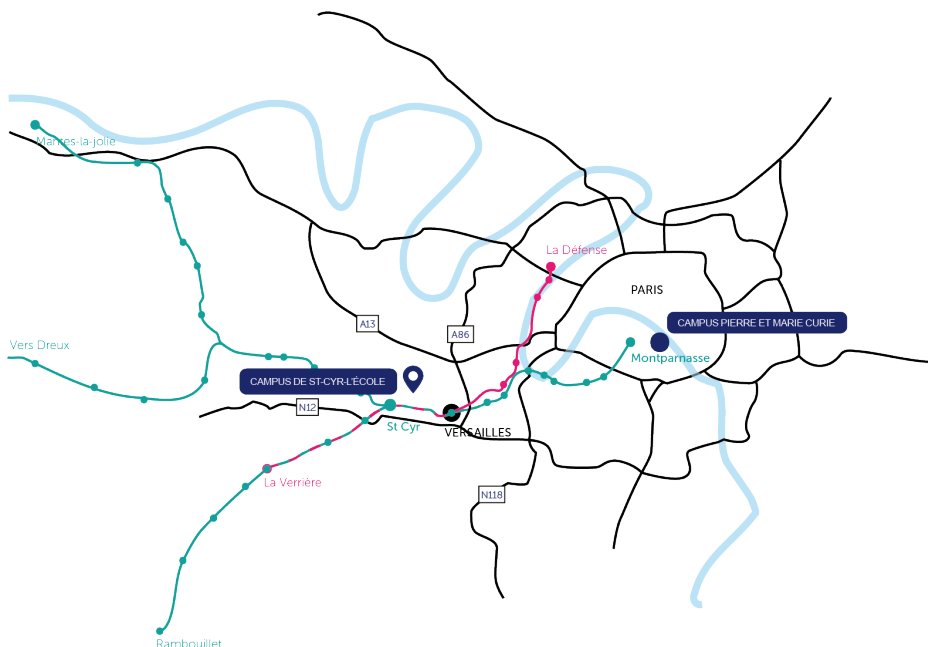 Mantes-la-jolie
La Défense
PARIS
CAMPUS PIERRE ET MARIE CURIE
A13
A86
Vers Dreux
Montparnasse
CAMPUS DE ST-CYR-L'ÉCOLE
N12
St Cyr
VERSAILLES
La Verrière
N118
Rambouillet